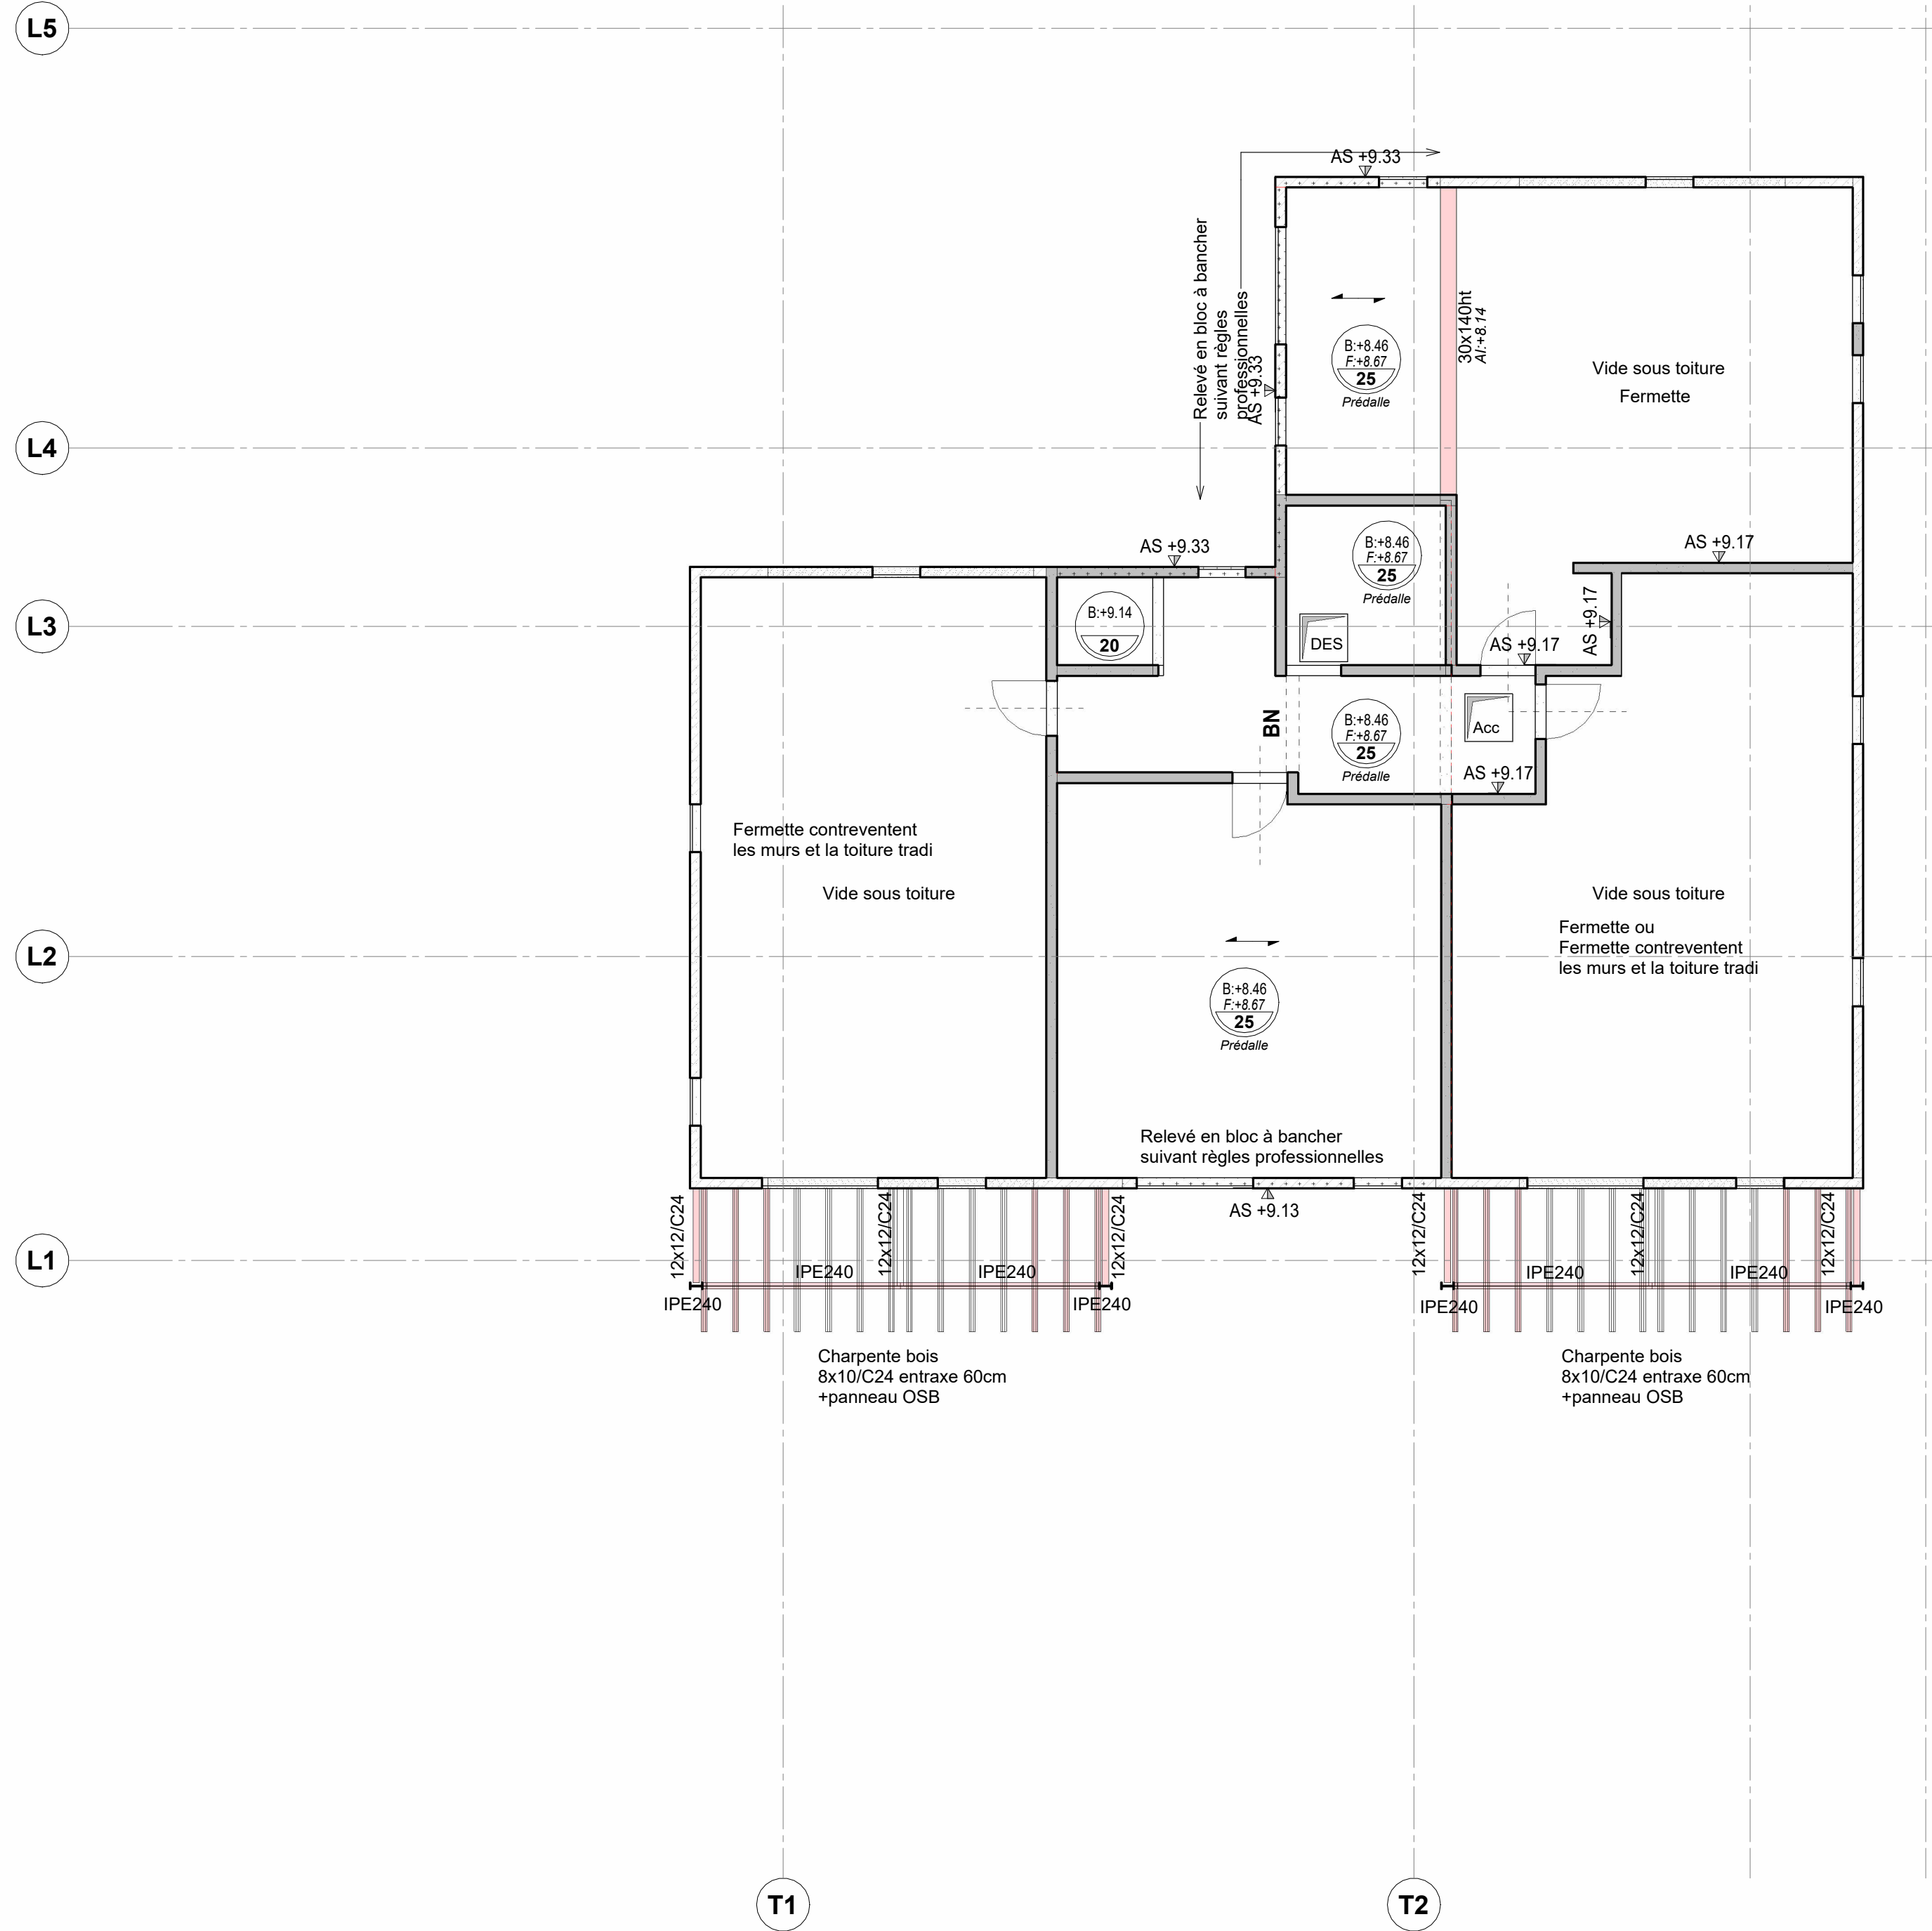 L5
AS +9.33
Relevé en bloc à bancher
suivant règles
professionnelles
AS +9.33
30x140ht
AI:+8.14
B:+8.46
F:+8.67
25
Prédalle
Vide sous toiture
Fermette
L4
AS +9.33
B:+8.46
F:+8.67
25
Prédalle
AS +9.17
L3
B:+9.14
20
DES
AS +9.17
AS +9.17
BN
B:+8.46
F:+8.67
25
Prédalle
Acc
AS +9.17
Fermette contreventent
les murs et la toiture tradi
Vide sous toiture
Vide sous toiture
Fermette ou
Fermette contreventent
les murs et la toiture tradi
L2
B:+8.46
F:+8.67
25
Prédalle
Relevé en bloc à bancher
suivant règles professionnelles
AS +9.13
12x12/C24
12x12/C24
12x12/C24
12x12/C24
12x12/C24
12x12/C24
L1
IPE240
IPE240
IPE240
IPE240
IPE240
IPE240
IPE240
IPE240
Charpente bois
8x10/C24 entraxe 60cm
+panneau OSB
Charpente bois
8x10/C24 entraxe 60cm
+panneau OSB
T1
T2